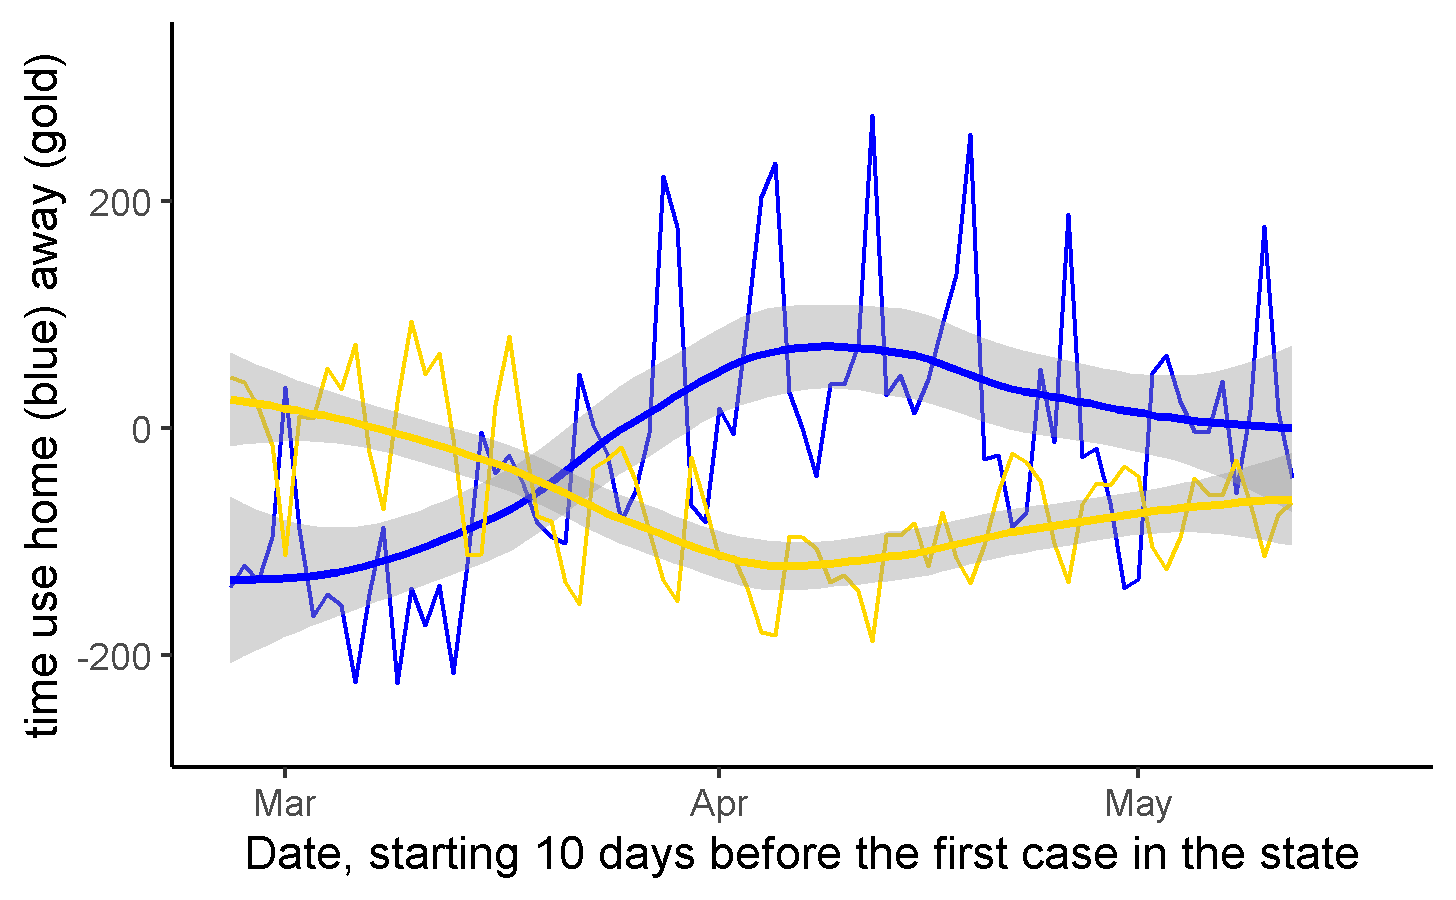 time use home (blue) away (gold)
200
0
-200
Mar
Apr
May
Date, starting 10 days before the first case in the state